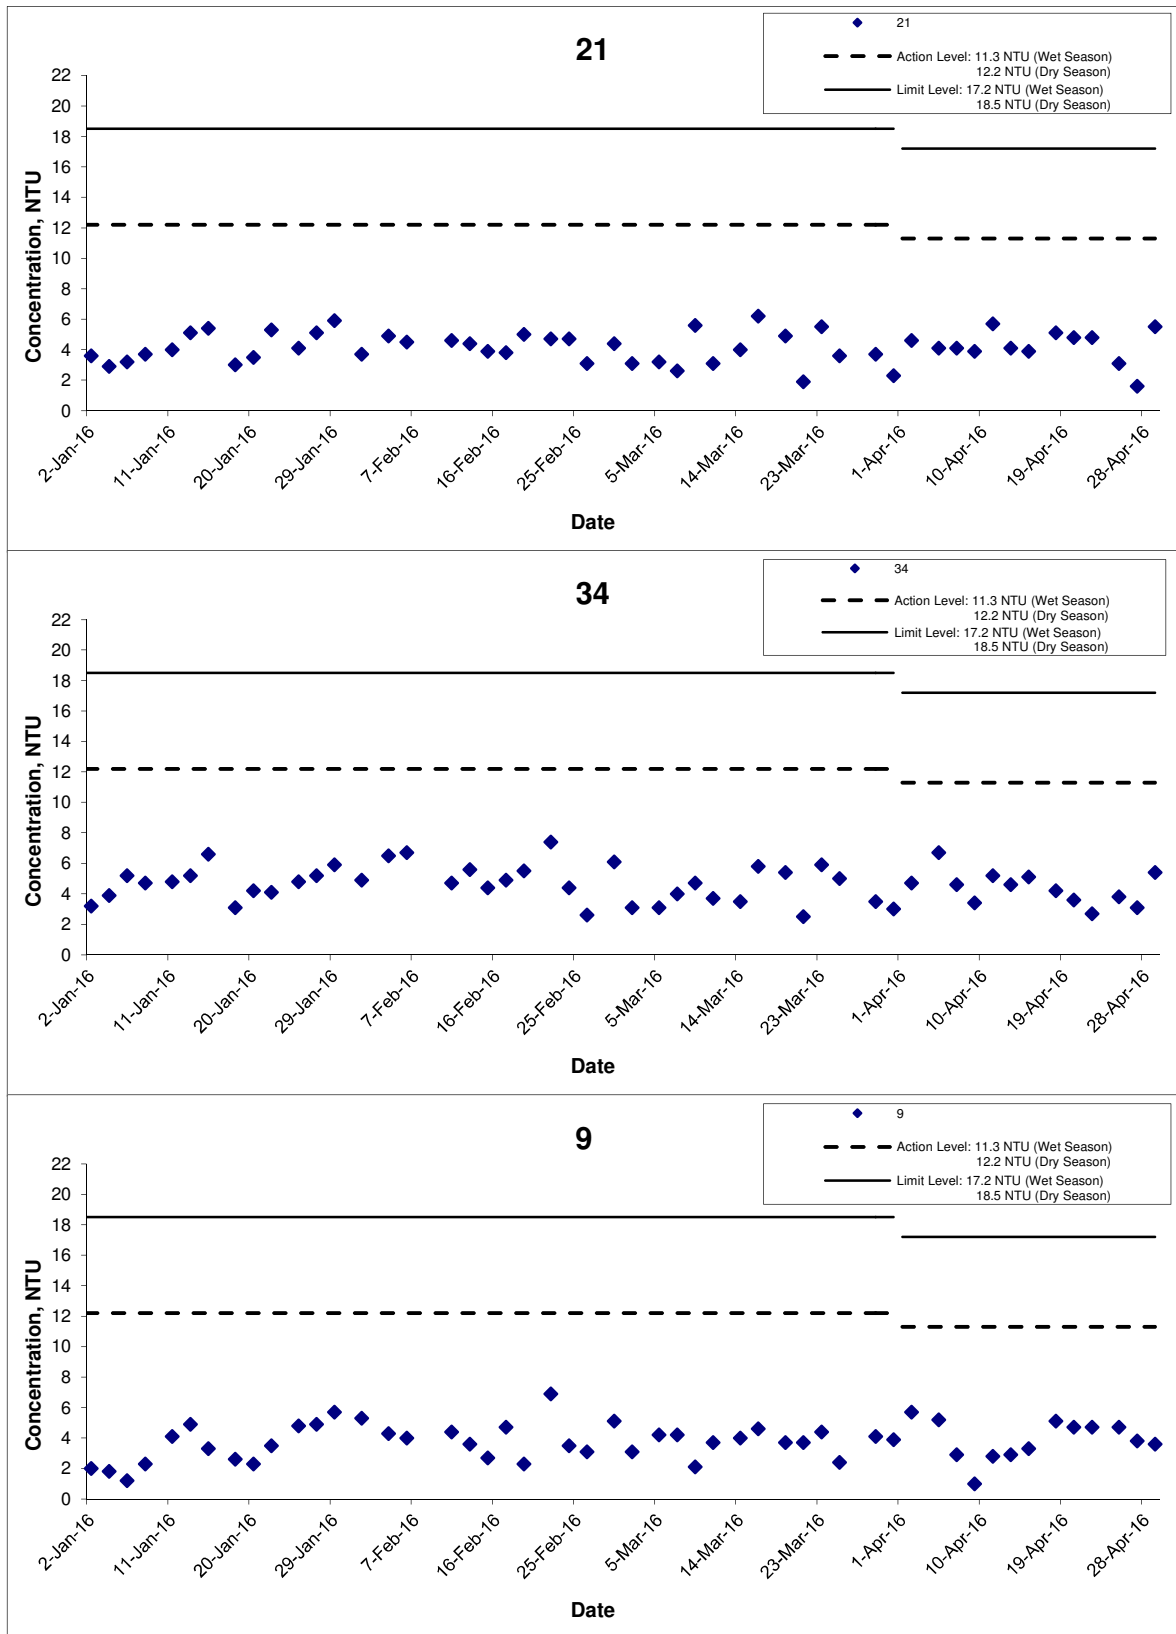 21
21
Action Level: 11.3 NTU (Wet Season)
12.2 NTU (Dry Season)
Limit Level: 17.2 NTU (Wet Season)
18.5 NTU (Dry Season)
22
20
18
16
14
12
10
8
6
4
2
0
Concentration, NTU
2-Jan-16
11-Jan-16
20-Jan-16
29-Jan-16
7-Feb-16
16-Feb-16
25-Feb-16
5-Mar-16
14-Mar-16
23-Mar-16
1-Apr-16
10-Apr-16
19-Apr-16
28-Apr-16
Date
34
34
Action Level: 11.3 NTU (Wet Season)
12.2 NTU (Dry Season)
Limit Level: 17.2 NTU (Wet Season)
18.5 NTU (Dry Season)
22
20
18
16
14
12
10
8
6
4
2
0
Concentration, NTU
2-Jan-16
11-Jan-16
20-Jan-16
29-Jan-16
7-Feb-16
16-Feb-16
25-Feb-16
5-Mar-16
14-Mar-16
23-Mar-16
1-Apr-16
10-Apr-16
19-Apr-16
28-Apr-16
Date
9
9
Action Level: 11.3 NTU (Wet Season)
12.2 NTU (Dry Season)
Limit Level: 17.2 NTU (Wet Season)
18.5 NTU (Dry Season)
22
20
18
16
14
12
10
8
6
4
2
0
Concentration, NTU
2-Jan-16
11-Jan-16
20-Jan-16
29-Jan-16
7-Feb-16
16-Feb-16
25-Feb-16
5-Mar-16
14-Mar-16
23-Mar-16
1-Apr-16
10-Apr-16
19-Apr-16
28-Apr-16
Date